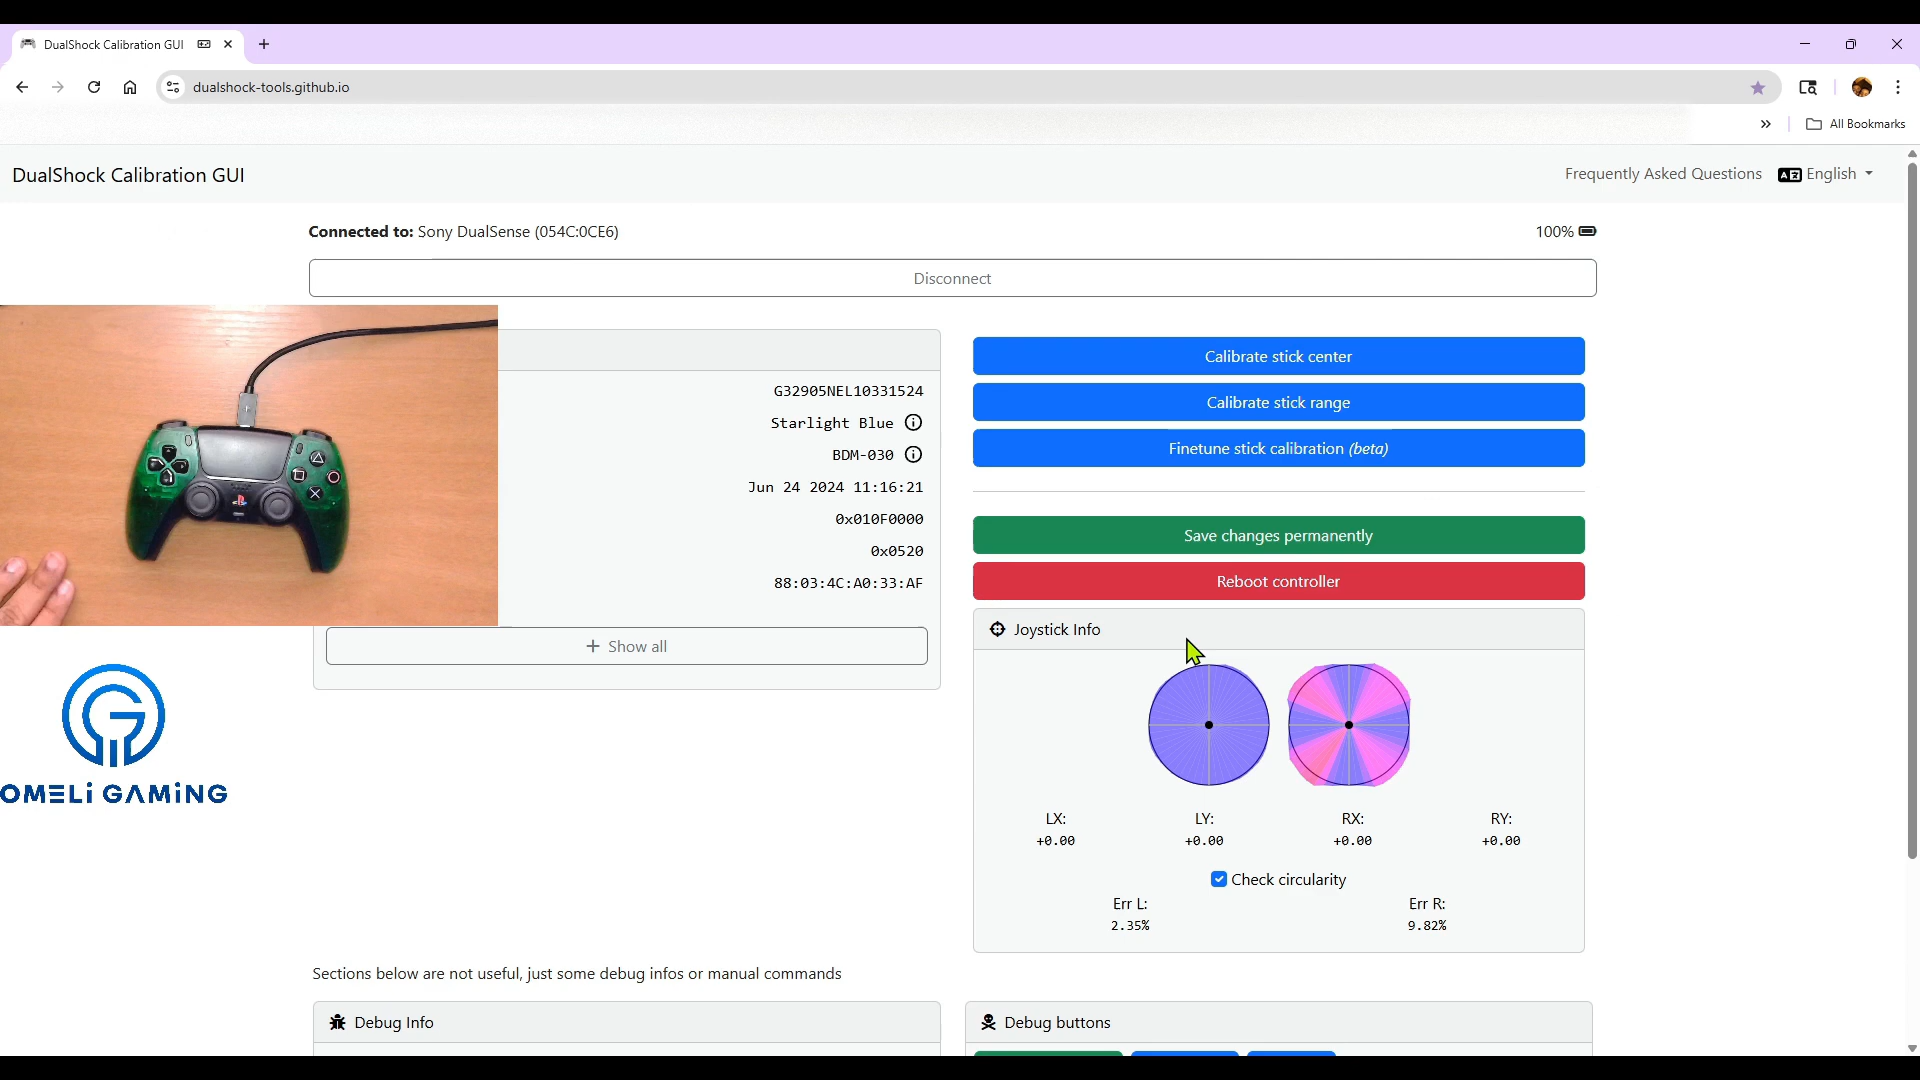 DualShock Calibration GUI
dualshock-tools.github.io
All Bookmarks
DualShock Calibration GUI
Frequently Asked Questions
English
Connected to: Sony DualSense (054C:0CE6)
100%
Disconnect
G32905NEL10331524
Starlight Blue
BDM-030
Jun 24 2024 11:16:21
0x010F0000
0x0520
88:03:4C:A0:33:AF
+ Show all
OMELi GAMiNG
Calibrate stick center
Calibrate stick range
Finetune stick calibration (beta)
Save changes permanently
Reboot controller
Joystick Info
LX: LY: RX: RY:
+0.00 +0.00 +0.00 +0.00
Check circularity
Err L: Err R:
2.35% 9.82%
Sections below are not useful, just some debug infos or manual commands
Debug Info
Debug buttons